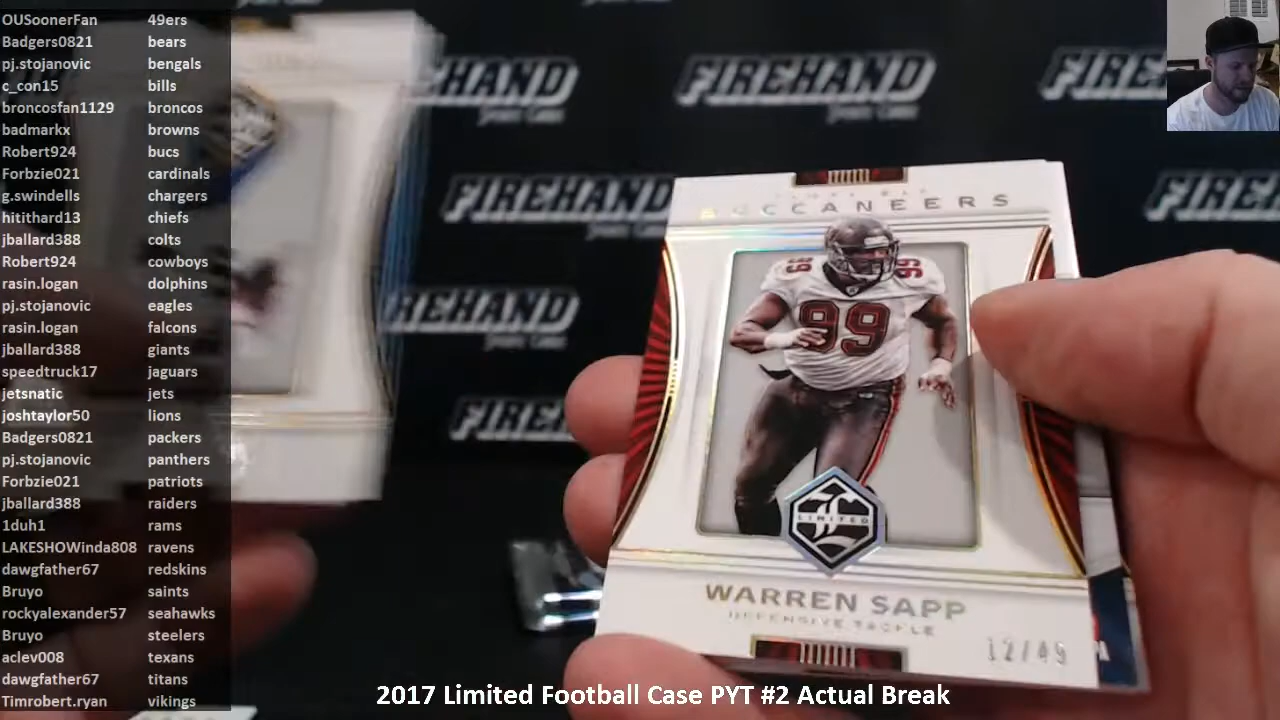 OUSoonerFan 49ers
Badgers0821 bears
pj.stojanovic bengals
c_con15 bills
broncosfan1129 broncos
badmarkx browns
Robert924 bucs
Forbzie021 cardinals
g.swindells chargers
hitithard13 chiefs
jballard388 colts
Robert924 cowboys
rasin.logan dolphins
pj.stojanovic eagles
rasin.logan falcons
jballard388 giants
speedtruck17 jaguars
jetsnatic jets
joshtaylor50 lions
Badgers0821 packers
pj.stojanovic panthers
Forbzie021 patriots
jballard388 raiders
1duh1 rams
LAKESHOWinda808 ravens
dawgfather67 redskins
Bruyo saints
rockyalexander57 seahawks
Bruyo steelers
aclev008 texans
dawgfather67 titans
Timrobert.ryan vikings
FIREHAND
FIREHAND
FIREHAND
FIREHAND
BUCCANEERS
99
99
99
LIMITED
WARREN SAPP
DEFENSIVE TACKLE
12/49
2017 Limited Football Case PYT #2 Actual Break